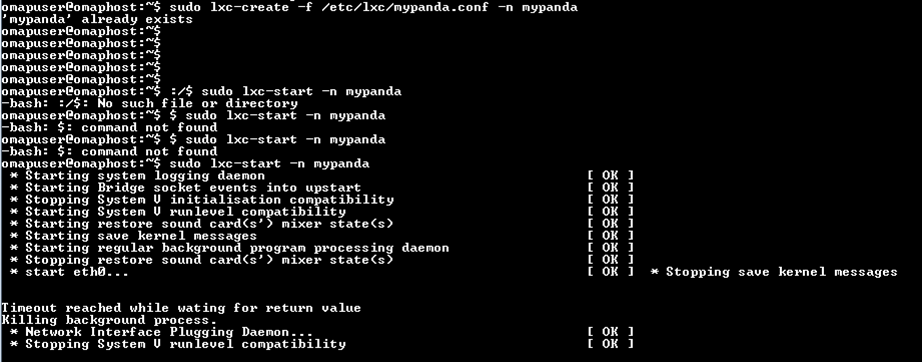 omapuser@omaphost:~$ sudo lxc-create -f /etc/lxc/mypanda.conf -n mypanda
'mypanda' already exists
omapuser@omaphost:~$
omapuser@omaphost:~$
omapuser@omaphost:~$
omapuser@omaphost:~$
omapuser@omaphost:~$
omapuser@omaphost:~$ :/$ sudo lxc-start -n mypanda
-bash: :/$: No such file or directory
omapuser@omaphost:~$ $ sudo lxc-start -n mypanda
-bash: $: command not found
omapuser@omaphost:~$ $ sudo lxc-start -n mypanda
-bash: $: command not found
omapuser@omaphost:~$ sudo lxc-start -n mypanda
 * Starting system logging daemon [ OK ]
 * Starting Bridge socket events into upstart [ OK ]
 * Stopping System V initialisation compatibility [ OK ]
 * Starting System V runlevel compatibility [ OK ]
 * Starting restore sound card(s') mixer state(s) [ OK ]
 * Starting save kernel messages [ OK ]
 * Starting regular background program processing daemon [ OK ]
 * Stopping restore sound card(s') mixer state(s) [ OK ]
 * start eth0... [ OK ] * Stopping save kernel messages
Timeout reached while wating for return value
Killing background process.
 * Network Interface Plugging Daemon... [ OK ]
 * Stopping System V runlevel compatibility [ OK ]